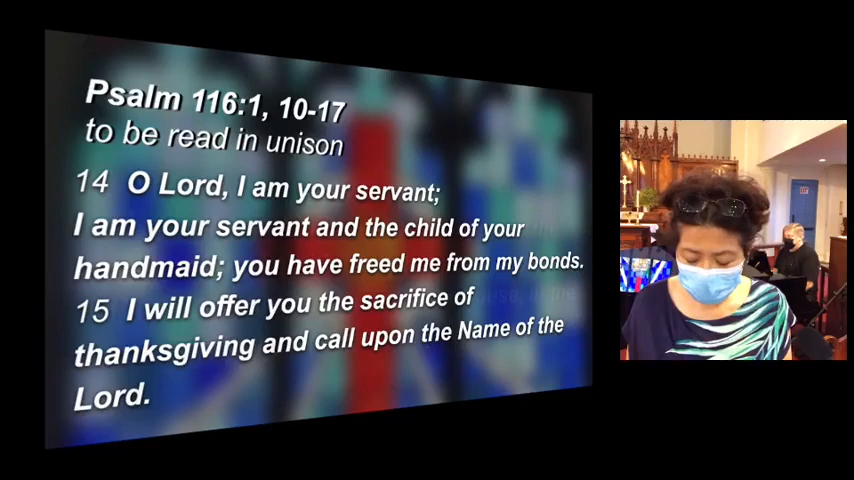 Psalm 116:1, 10-17
to be read in unison
14 O Lord, I am your servant;
I am your servant and the child of your
handmaid; you have freed me from my bonds.
15 I will offer you the sacrifice of
thanksgiving and call upon the Name of the
Lord.